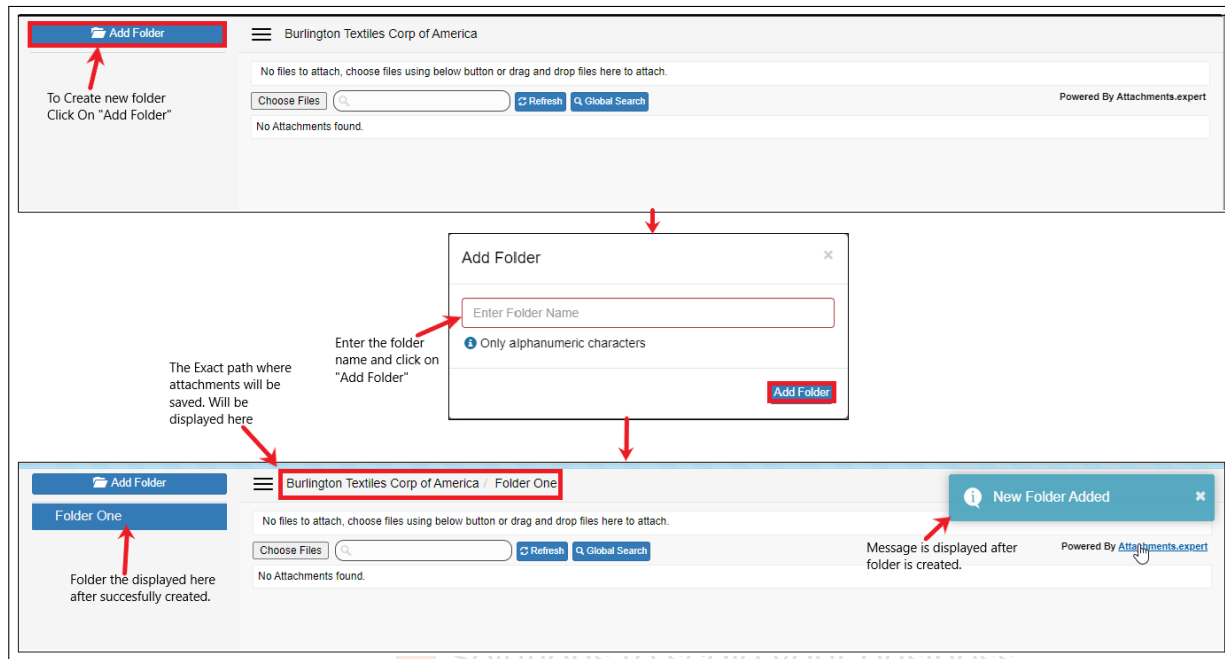 Add Folder
Burlington Textiles Corp of America
No files to attach, choose files using below button or drag and drop files here to attach.
To Create new folder
Click On "Add Folder"
Choose Files
Refresh
Global Search
Powered By Attachments.expert
No Attachments found.
Add Folder
×
Enter Folder Name
Only alphanumeric characters
Add Folder
Enter the folder
name and click on
"Add Folder"
The Exact path where
attachments will be
saved. Will be
displayed here
Add Folder
Burlington Textiles Corp of America / Folder One
New Folder Added
×
Folder One
No files to attach, choose files using below button or drag and drop files here to attach.
Choose Files
Refresh
Global Search
Message is displayed after
folder is created.
Powered By Attachments.expert
No Attachments found.
Folder the displayed here
after succesfully created.